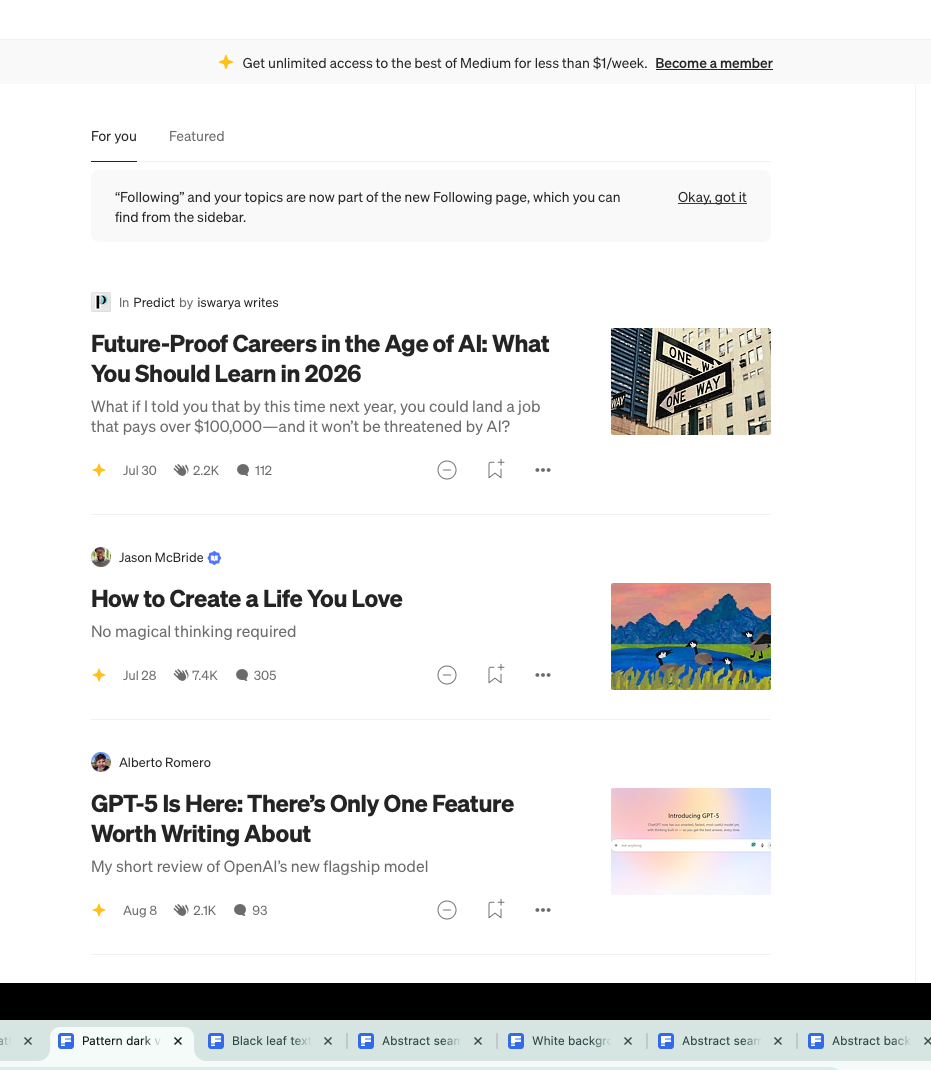 Get unlimited access to the best of Medium for less than $1/week. Become a member
For you Featured
“Following” and your topics are now part of the new Following page, which you can
find from the sidebar.
Okay, got it
In Predict by iswarya writes
Future-Proof Careers in the Age of AI: What
You Should Learn in 2026
What if I told you that by this time next year, you could land a job
that pays over $100,000—and it won’t be threatened by AI?
Jul 30 2.2K 112
ONE W
ONE WAY
WAY
Jason McBride
How to Create a Life You Love
No magical thinking required
Jul 28 7.4K 305
Alberto Romero
GPT-5 Is Here: There’s Only One Feature
Worth Writing About
My short review of OpenAI’s new flagship model
Aug 8 2.1K 93
Introducing GPT-5
Pattern dark v Black leaf text Abstract sean White backgro Abstract sean Abstract back